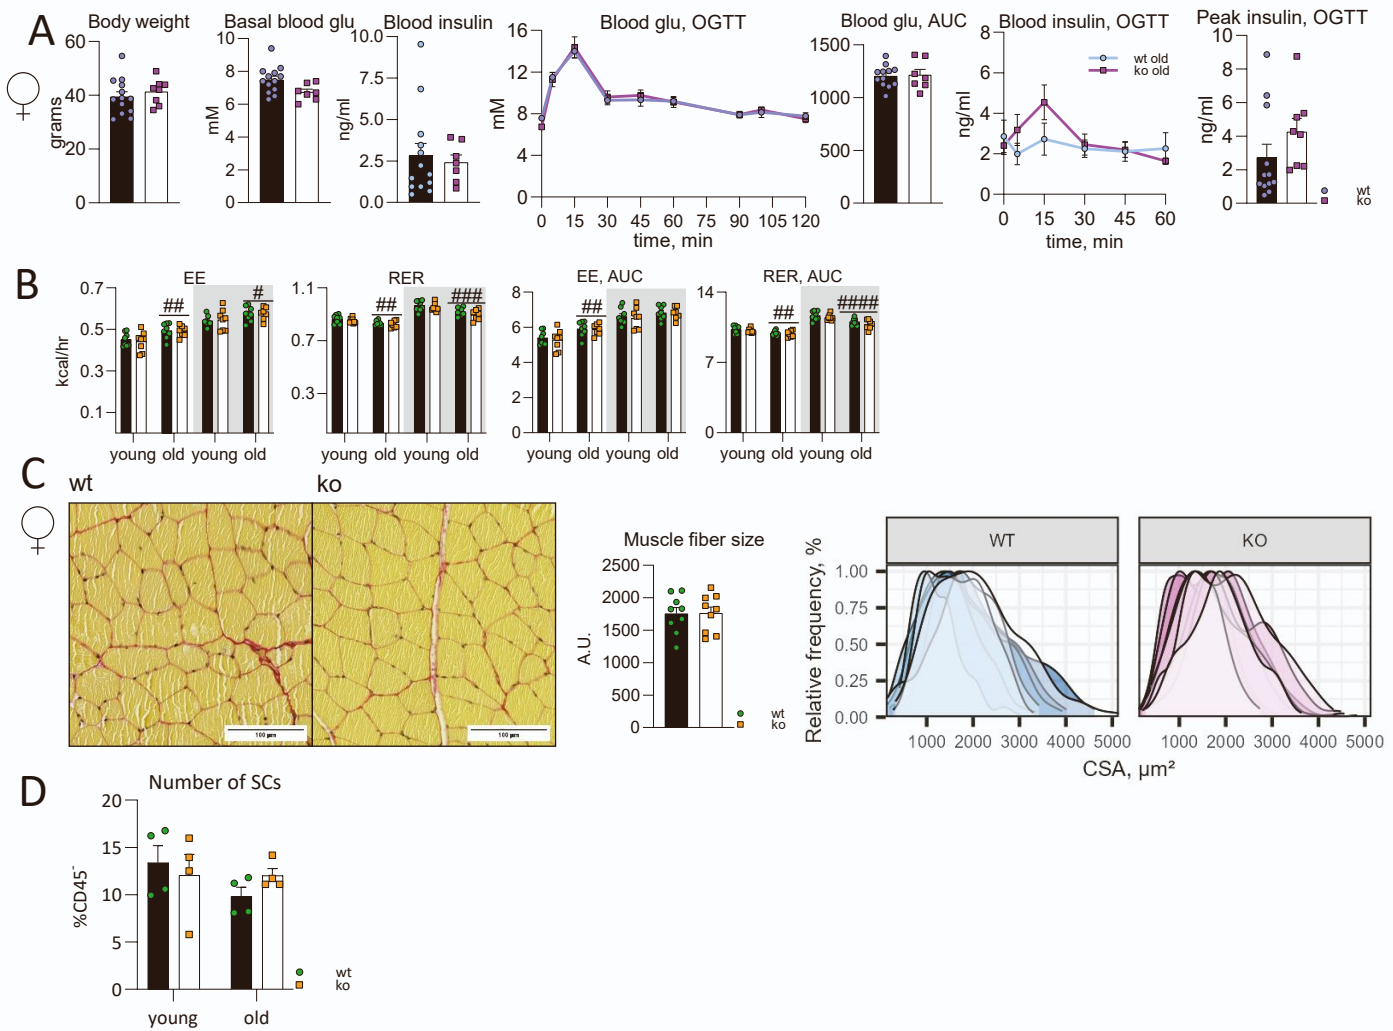 A
Body weight
Basal blood glu
Blood insulin
Blood glu, OGTT
Blood glu, AUC
Blood insulin, OGTT
Peak insulin, OGTT
grams
60
40
20
0
mM
10
8
6
4
2
0
ng/ml
10.0
7.5
5.0
2.5
0.0
mM
16
12
8
4
0
0 15 30 45 60 75 90 105 120
time, min
1500
1000
500
0
ng/ml
8
6
4
2
0
wt old
ko old
0 15 30 45 60
time, min
ng/ml
10
8
6
4
2
0
wt
ko
B
EE
RER
EE, AUC
RER, AUC
kcal/hr
0.7
0.5
0.3
0.1
## #
young old young old
1.1
0.7
0.3
## ###
young old young old
8
6
4
2
0
##
young old young old
14
7
0
## ####
young old young old
C
wt
ko
100 µm
100 µm
Muscle fiber size
A.U.
2500
2000
1500
1000
500
0
wt
ko
WT
KO
Relative frequency, %
1.00
0.75
0.50
0.25
0.00
1000 2000 3000 4000 5000
1000 2000 3000 4000 5000
CSA, µm²
D
Number of SCs
%CD45⁻
20
15
10
5
0
young old
wt
ko